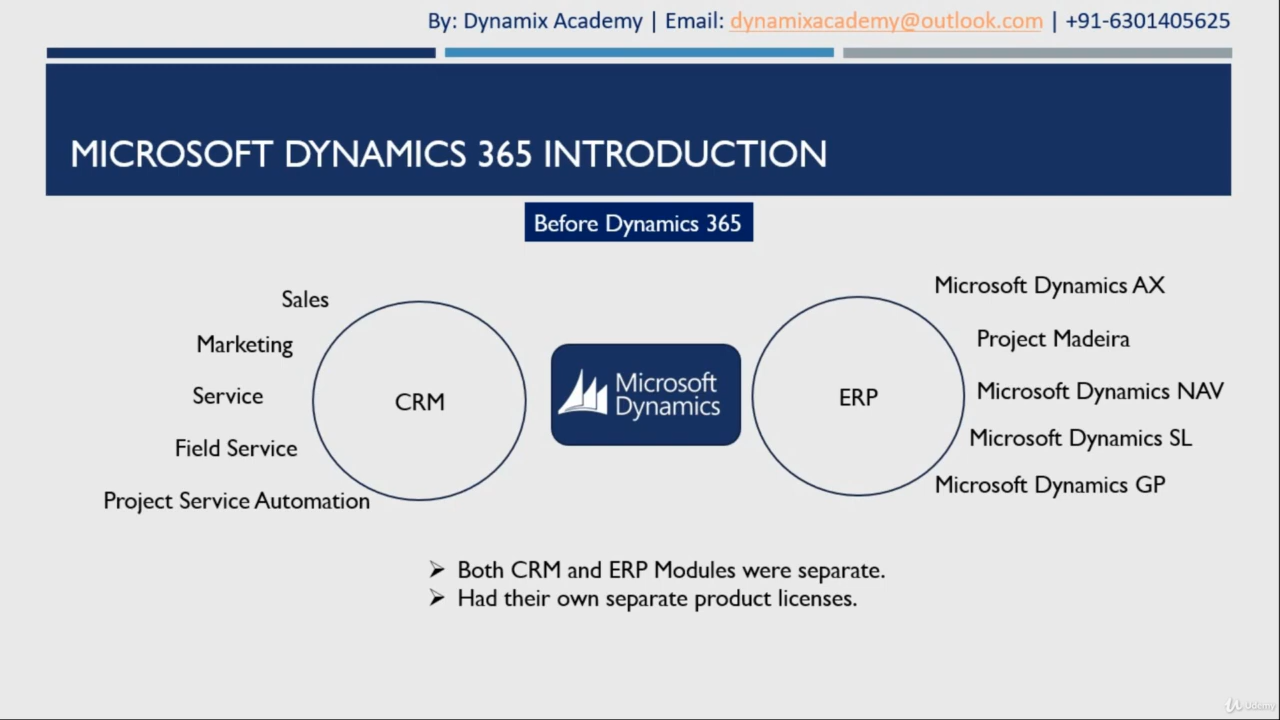 By: Dynamix Academy | Email: dynamixacademy@outlook.com | +91-6301405625
MICROSOFT DYNAMICS 365 INTRODUCTION
Before Dynamics 365
Sales
Marketing
Service
Field Service
Project Service Automation
CRM
Microsoft
Dynamics
ERP
Microsoft Dynamics AX
Project Madeira
Microsoft Dynamics NAV
Microsoft Dynamics SL
Microsoft Dynamics GP
➢ Both CRM and ERP Modules were separate.
➢ Had their own separate product licenses.
Udemy